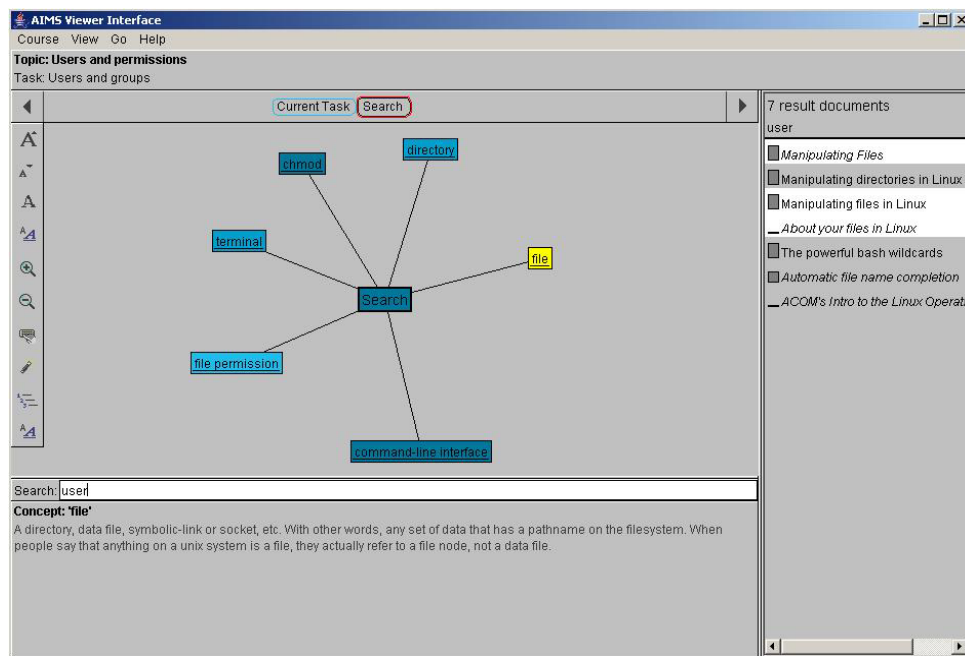 AIMS Viewer Interface
Course View Go Help
Topic: Users and permissions
Task: Users and groups
Current Task Search
7 result documents
user
Manipulating Files
Manipulating directories in Linux
Manipulating files in Linux
About your files in Linux
The powerful bash wildcards
Automatic file name completion
ACOM's Intro to the Linux Operati
directory
chmod
terminal
file
Search
file permission
command-line interface
Search: user
Concept: 'file'
A directory, data file, symbolic-link or socket, etc. With other words, any set of data that has a pathname on the filesystem. When
people say that anything on a unix system is a file, they actually refer to a file node, not a data file.